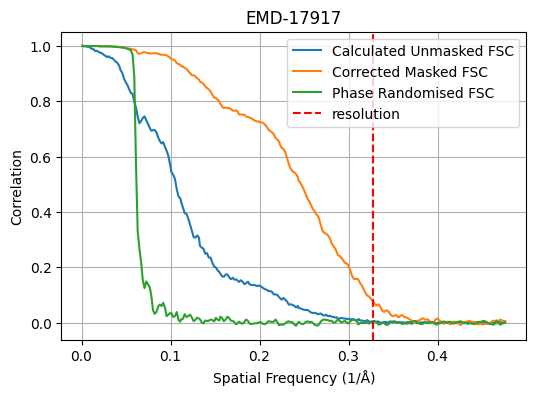 EMD-17917
Calculated Unmasked FSC
Corrected Masked FSC
Phase Randomised FSC
resolution
Correlation
1.0
0.8
0.6
0.4
0.2
0.0
0.0 0.1 0.2 0.3 0.4
Spatial Frequency (1/Å)